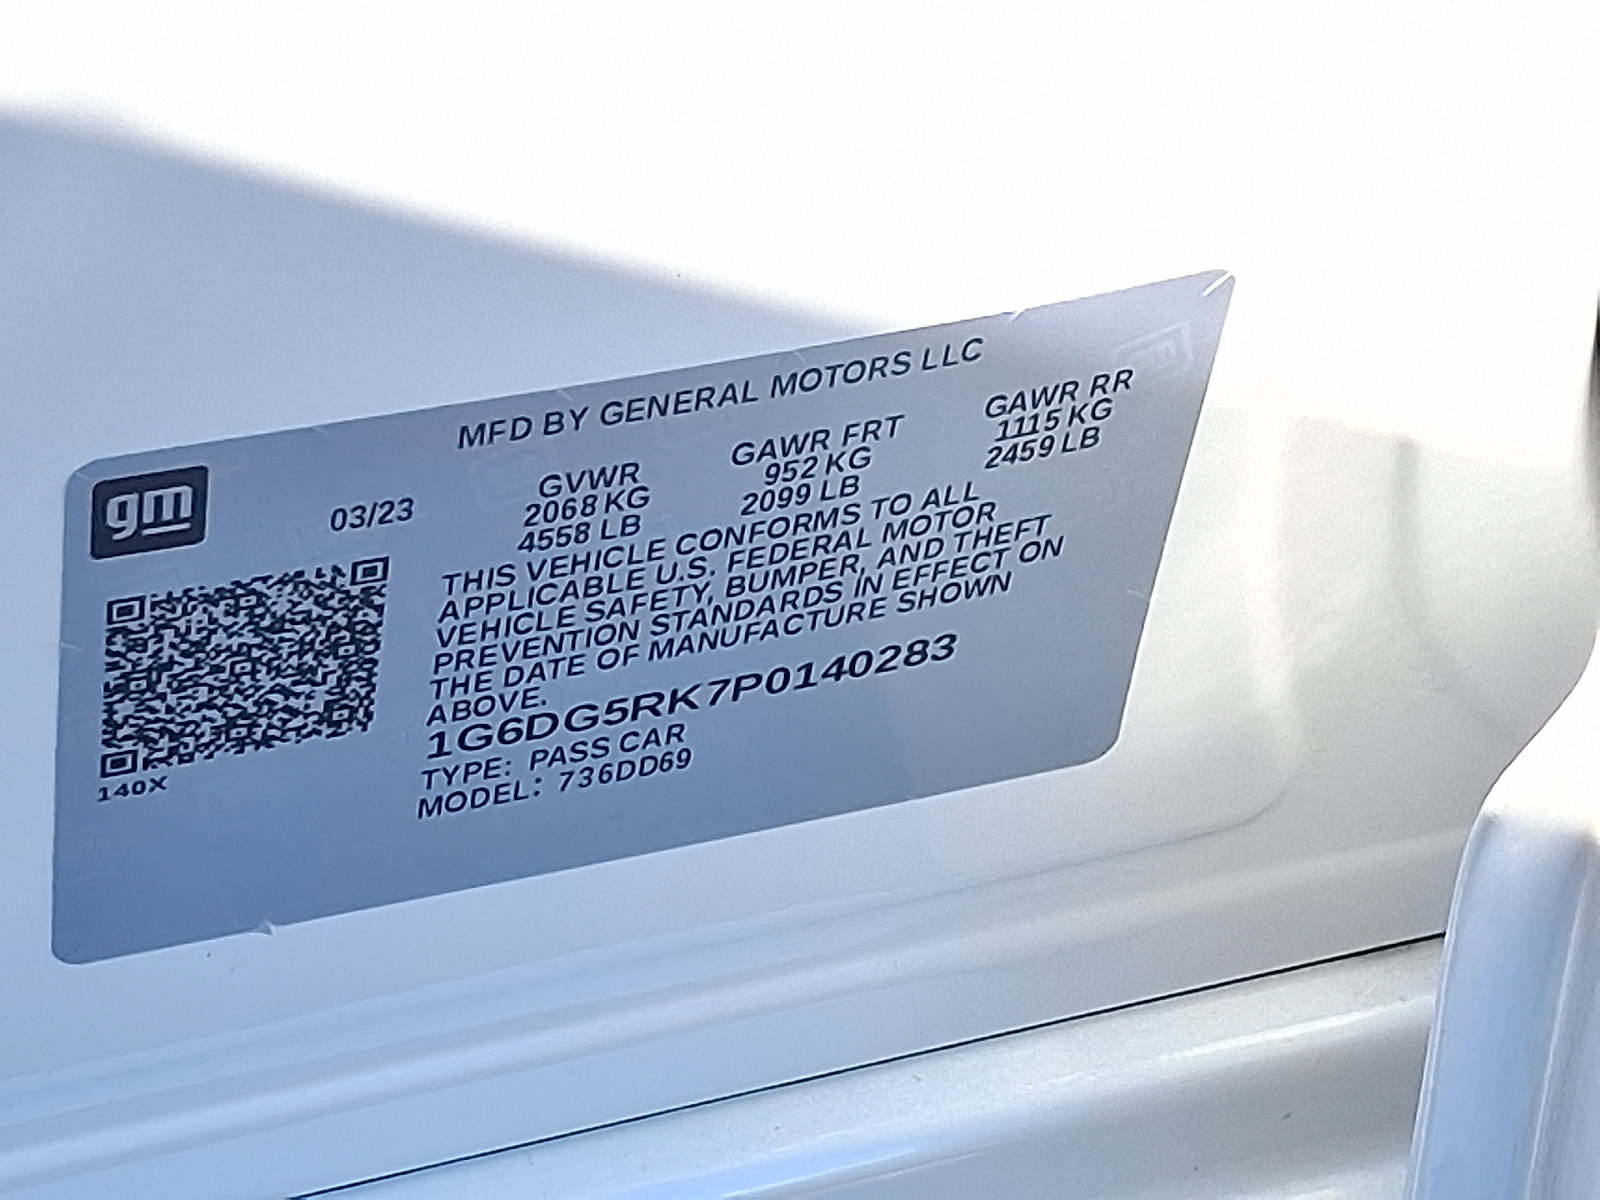 MFD BY GENERAL MOTORS LLC
gm
03/23
GVWR GAWR FRT GAWR RR
2068 KG 952 KG 1115 KG
4558 LB 2099 LB 2459 LB
THIS VEHICLE CONFORMS TO ALL
APPLICABLE U.S. FEDERAL MOTOR
VEHICLE SAFETY, BUMPER, AND THEFT
PREVENTION STANDARDS IN EFFECT ON
THE DATE OF MANUFACTURE SHOWN
ABOVE.
1G6DG5RK7P0140283
TYPE: PASS CAR
MODEL: 736DD69
140X